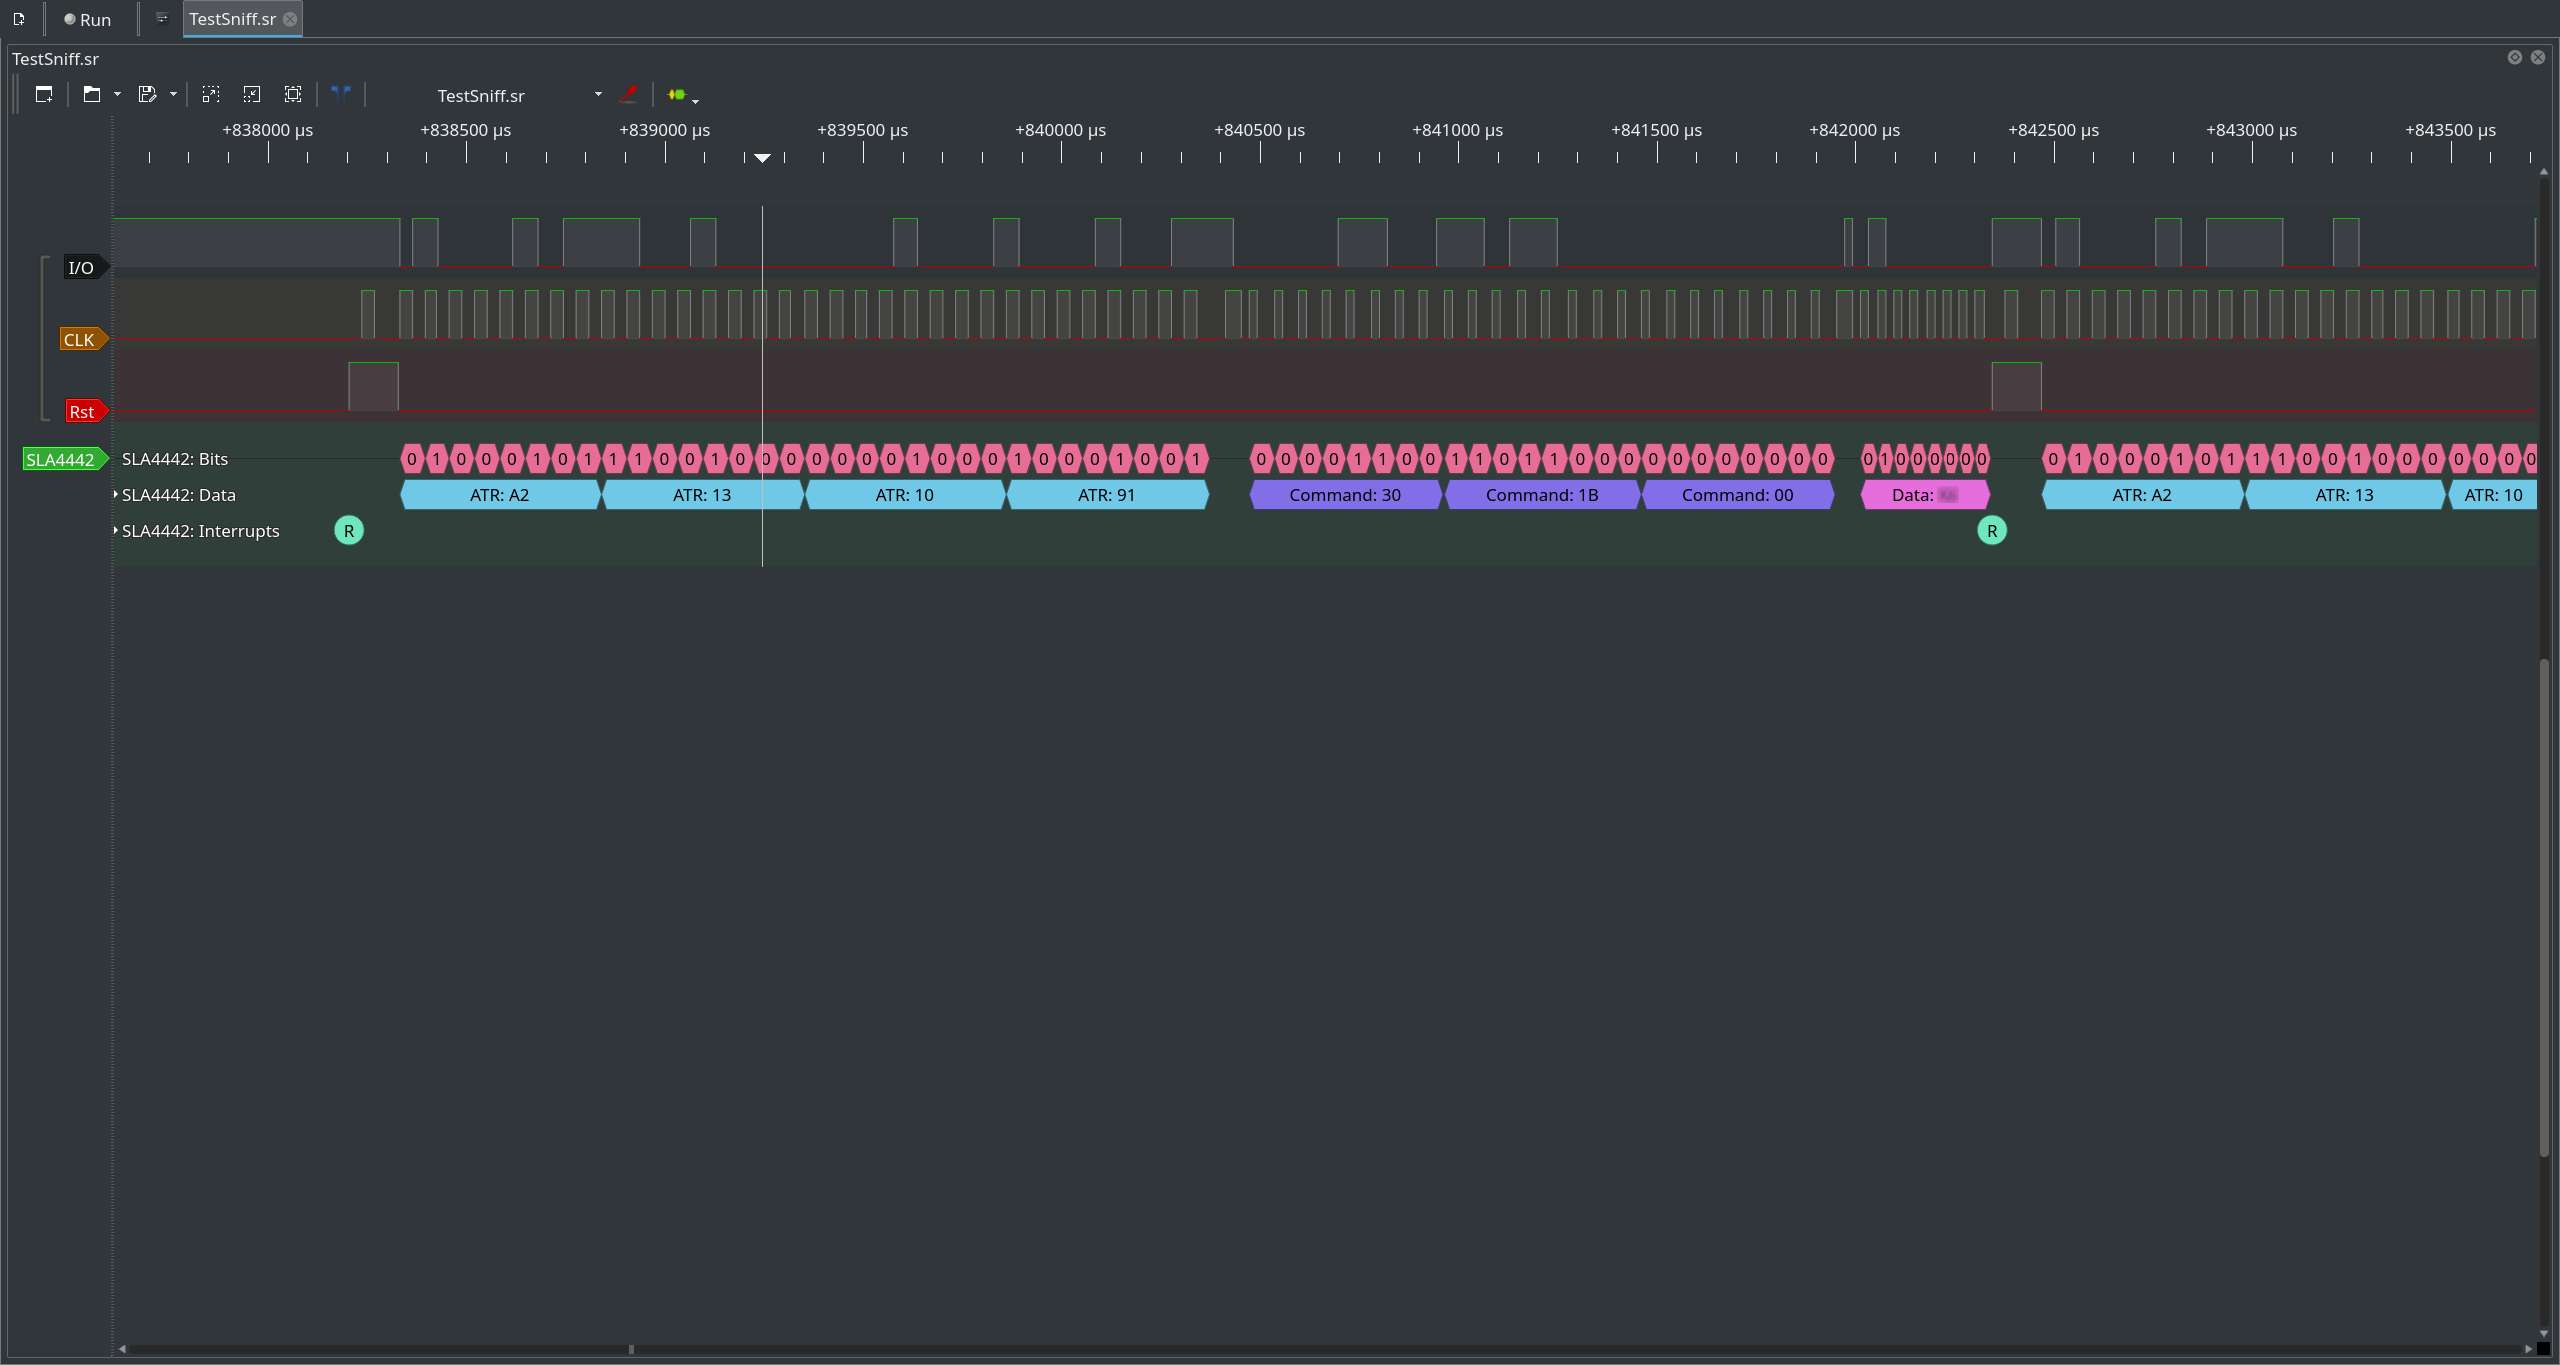 Run
TestSniff.sr
TestSniff.sr
TestSniff.sr
+838000 µs +838500 µs +839000 µs +839500 µs +840000 µs +840500 µs +841000 µs +841500 µs +842000 µs +842500 µs +843000 µs +843500 µs
I/O
CLK
Rst
SLA4442 SLA4442: Bits 0 1 0 0 0 1 0 1 1 1 0 0 1 0 0 0 0 0 0 0 1 0 0 0 1 0 0 0 1 0 0 1 0 0 0 0 1 1 0 0 1 1 0 1 1 0 0 0 0 0 0 0 0 0 0 0 0 1 0 0 0 0 0 0 0 1 0 0 0 1 0 1 1 1 0 0 1 0 0 0 0 0 0 0
SLA4442: Data ATR: A2 ATR: 13 ATR: 10 ATR: 91 Command: 30 Command: 1B Command: 00 Data: ATR: A2 ATR: 13 ATR: 10
SLA4442: Interrupts R R